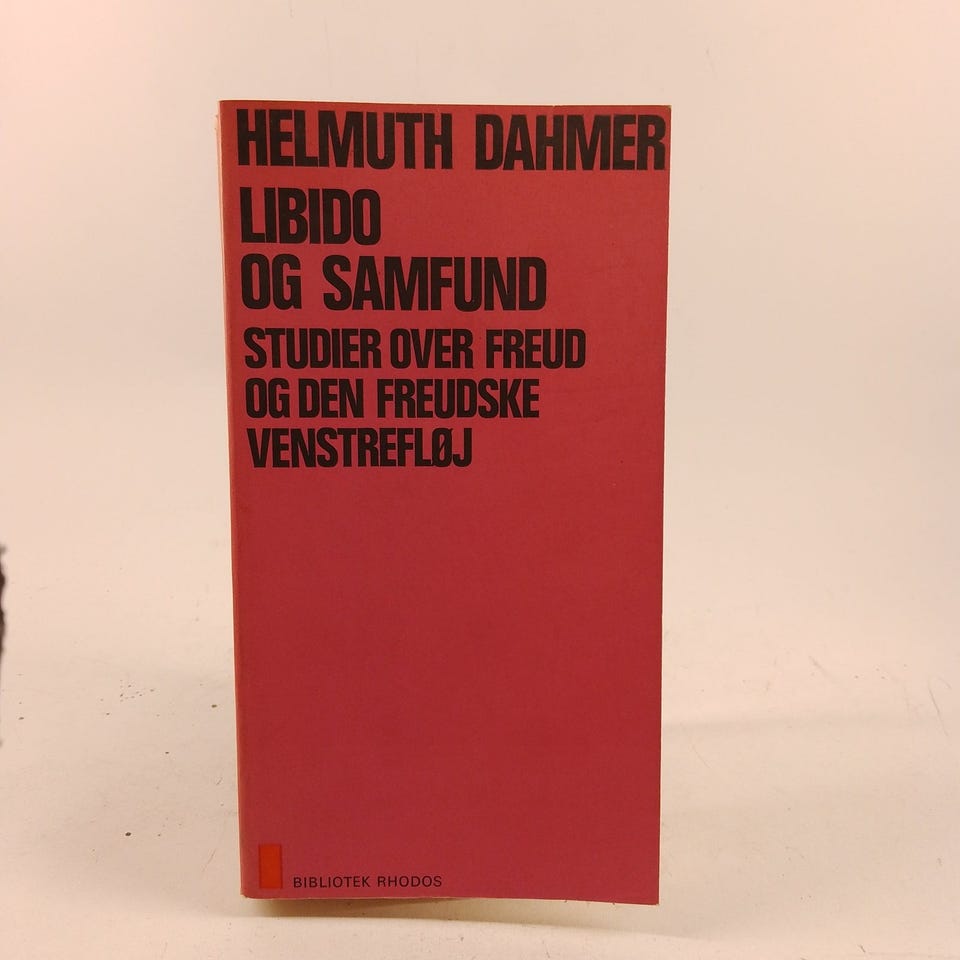 HELMUTH DAHMER
LIBIDO
OG SAMFUND
STUDIER OVER FREUD
OG DEN FREUDSKE
VENSTREFLØJ
BIBLIOTEK RHODOS